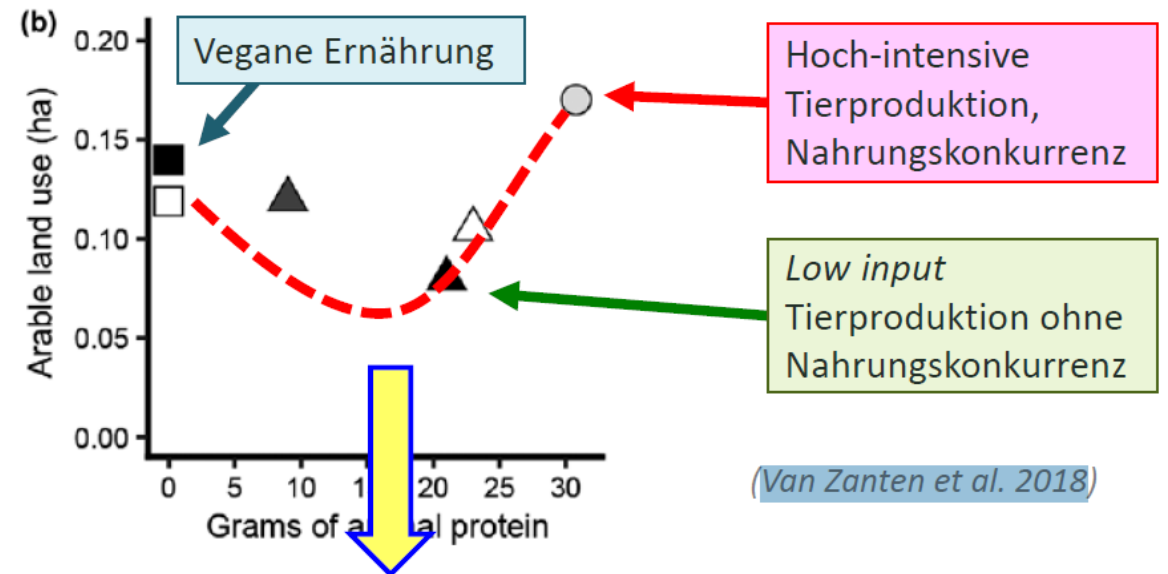 (b)
Vegane Ernährung
Hoch-intensive
Tierproduktion,
Nahrungskonkurrenz
Low input
Tierproduktion ohne
Nahrungskonkurrenz
(Van Zanten et al. 2018)
Arable land use (ha)
0.20
0.15
0.10
0.05
0.00
0 5 10 20 25 30
Grams of protein